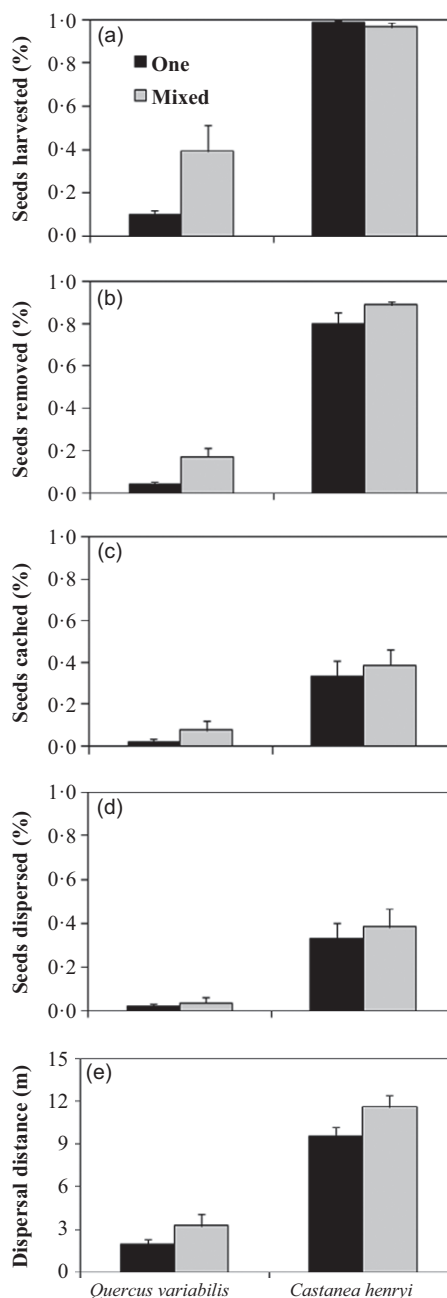 (a)
One
Mixed
Seeds harvested (%)
1·0
0·8
0·6
0·4
0·2
0·0
(b)
Seeds removed (%)
1·0
0·8
0·6
0·4
0·2
0·0
(c)
Seeds cached (%)
1·0
0·8
0·6
0·4
0·2
0·0
(d)
Seeds dispersed (%)
1·0
0·8
0·6
0·4
0·2
0·0
(e)
Dispersal distance (m)
15
12
9
6
3
0
Quercus variabilis Castanea henryi